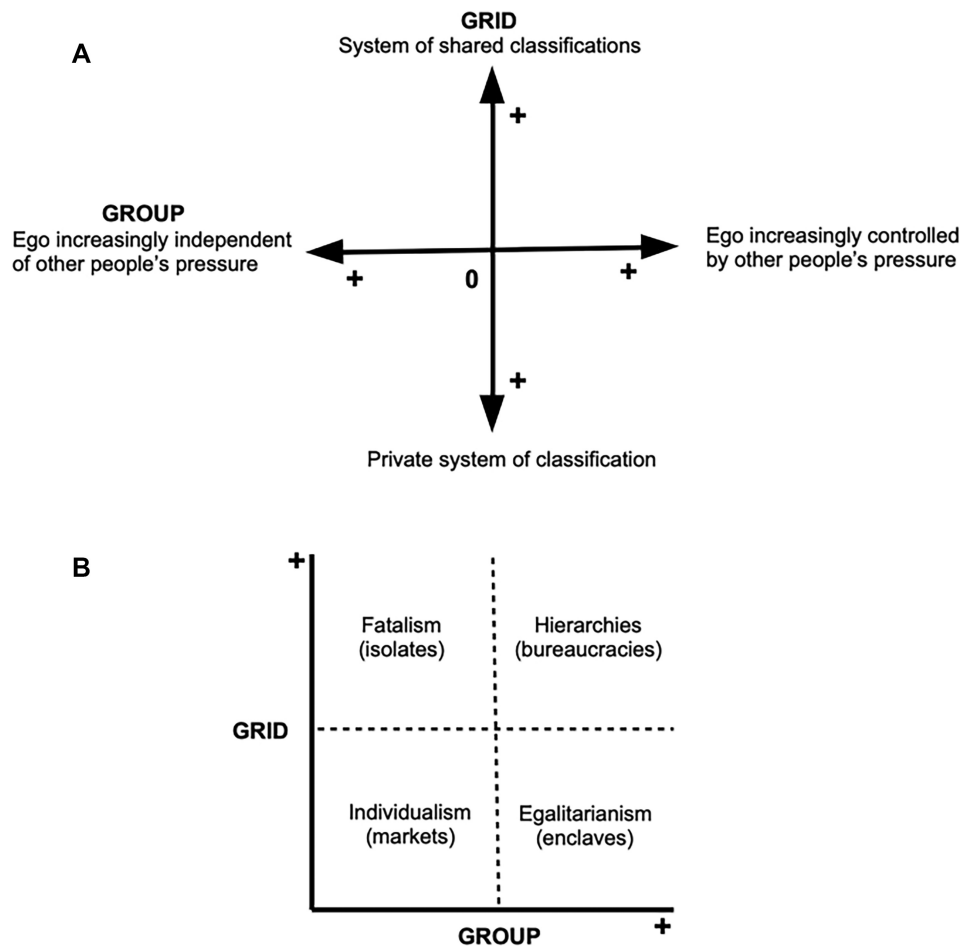 A
GRID
System of shared classifications
+
GROUP
Ego increasingly independent
of other people's pressure
Ego increasingly controlled
by other people's pressure
+
0
+
+
Private system of classification
B
+
Fatalism
(isolates)
Hierarchies
(bureaucracies)
GRID
Individualism
(markets)
Egalitarianism
(enclaves)
+
GROUP